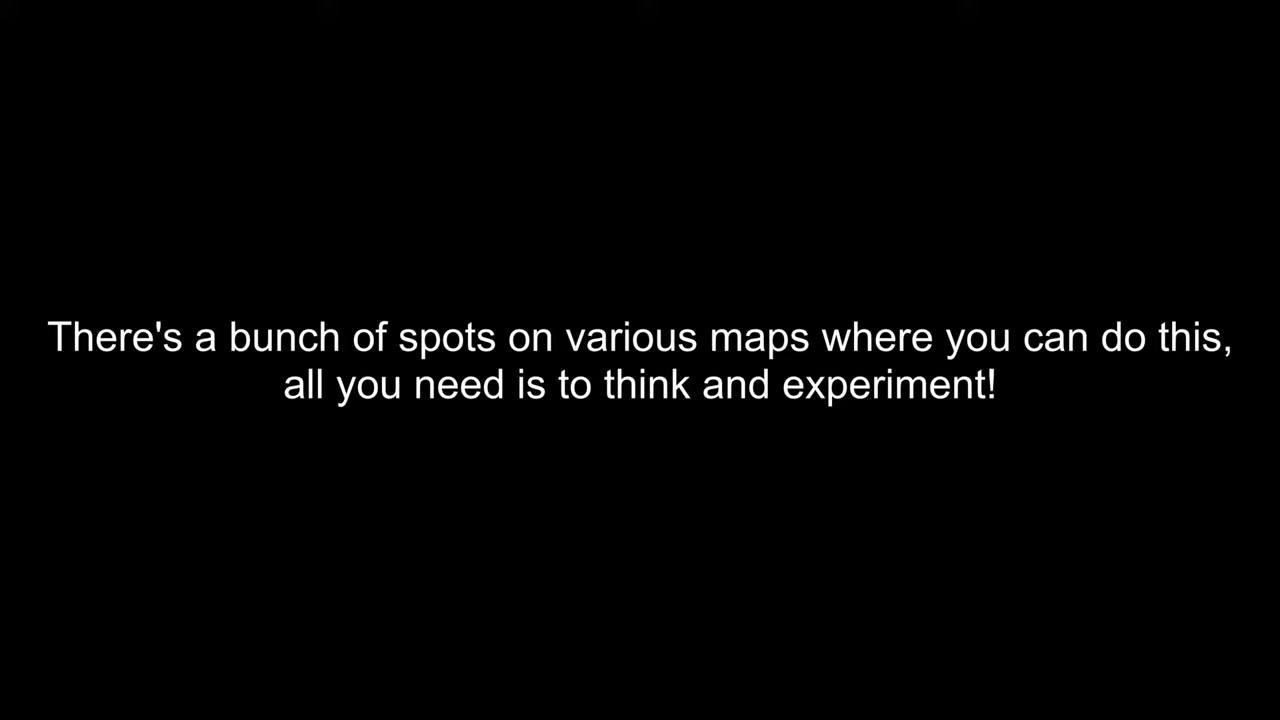 There's a bunch of spots on various maps where you can do this,
all you need is to think and experiment!